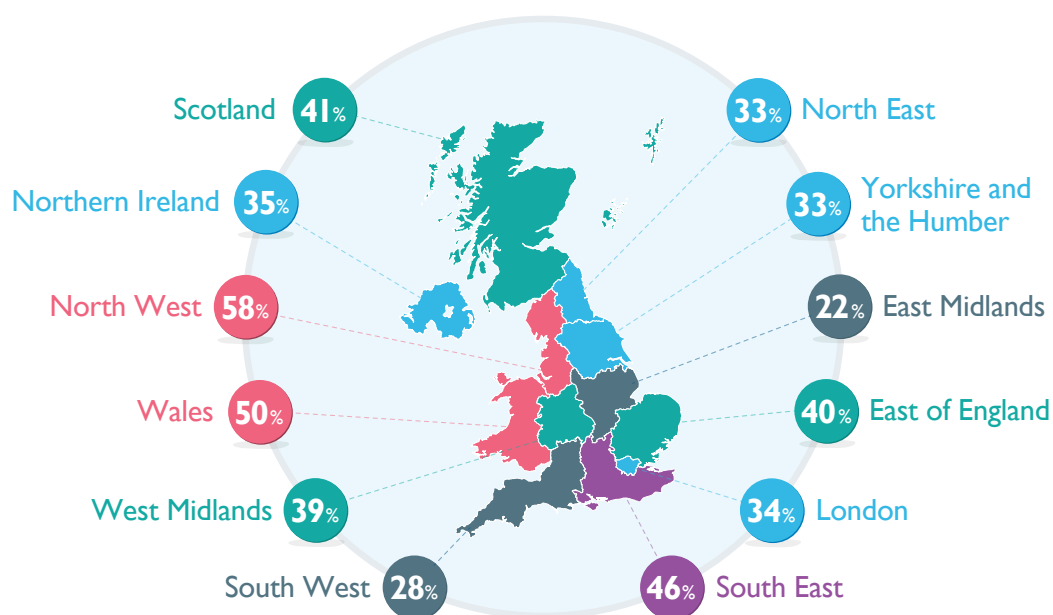 Scotland 41%
33% North East
Northern Ireland 35%
33% Yorkshire and
the Humber
North West 58%
22% East Midlands
Wales 50%
40% East of England
West Midlands 39%
34% London
South West 28%
46% South East